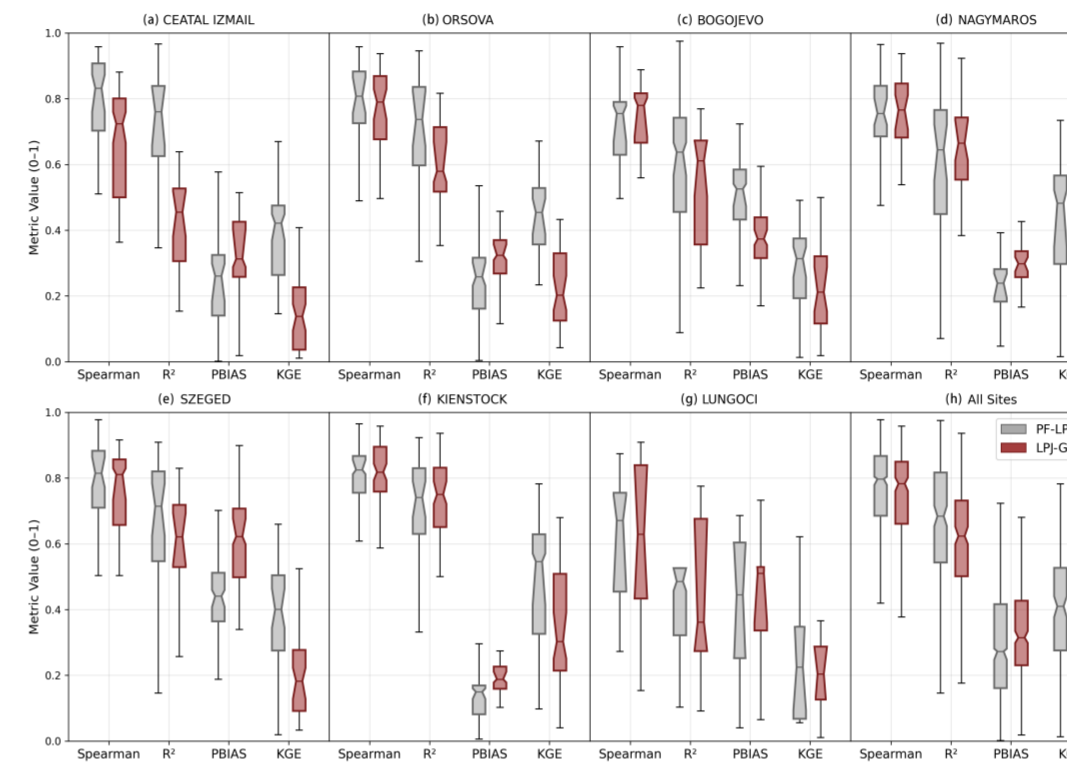 (a) CEATAL IZMAIL
(b) ORSOVA
(c) BOGOJEVO
(d) NAGYMAROS
Metric Value (0–1)
1.0
0.8
0.6
0.4
0.2
0.0
Spearman R² PBIAS KGE
Spearman R² PBIAS KGE
Spearman R² PBIAS KGE
Spearman R² PBIAS K
(e) SZEGED
(f) KIENSTOCK
(g) LUNGOCI
(h) All Sites
Metric Value (0–1)
1.0
0.8
0.6
0.4
0.2
0.0
PF-LP
LPJ-G
Spearman R² PBIAS KGE
Spearman R² PBIAS KGE
Spearman R² PBIAS KGE
Spearman R² PBIAS K